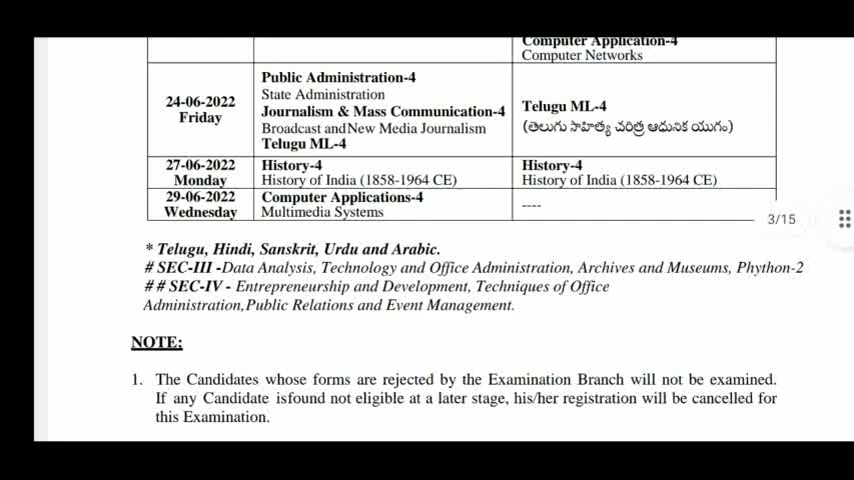 Computer Application-4
Computer Networks
24-06-2022
Friday
Public Administration-4
State Administration
Journalism & Mass Communication-4
Broadcast andNew Media Journalism
Telugu ML-4
Telugu ML-4
(తెలుగు సాహిత్య చరిత్ర ఆధునిక యుగం)
27-06-2022
Monday
History-4
History of India (1858-1964 CE)
History-4
History of India (1858-1964 CE)
29-06-2022
Wednesday
Computer Applications-4
Multimedia Systems
----
3/15
* Telugu, Hindi, Sanskrit, Urdu and Arabic.
# SEC-III -Data Analysis, Technology and Office Administration, Archives and Museums, Phython-2
# # SEC-IV - Entrepreneurship and Development, Techniques of Office
Administration,Public Relations and Event Management.
NOTE:
1. The Candidates whose forms are rejected by the Examination Branch will not be examined.
If any Candidate isfound not eligible at a later stage, his/her registration will be cancelled for
this Examination.